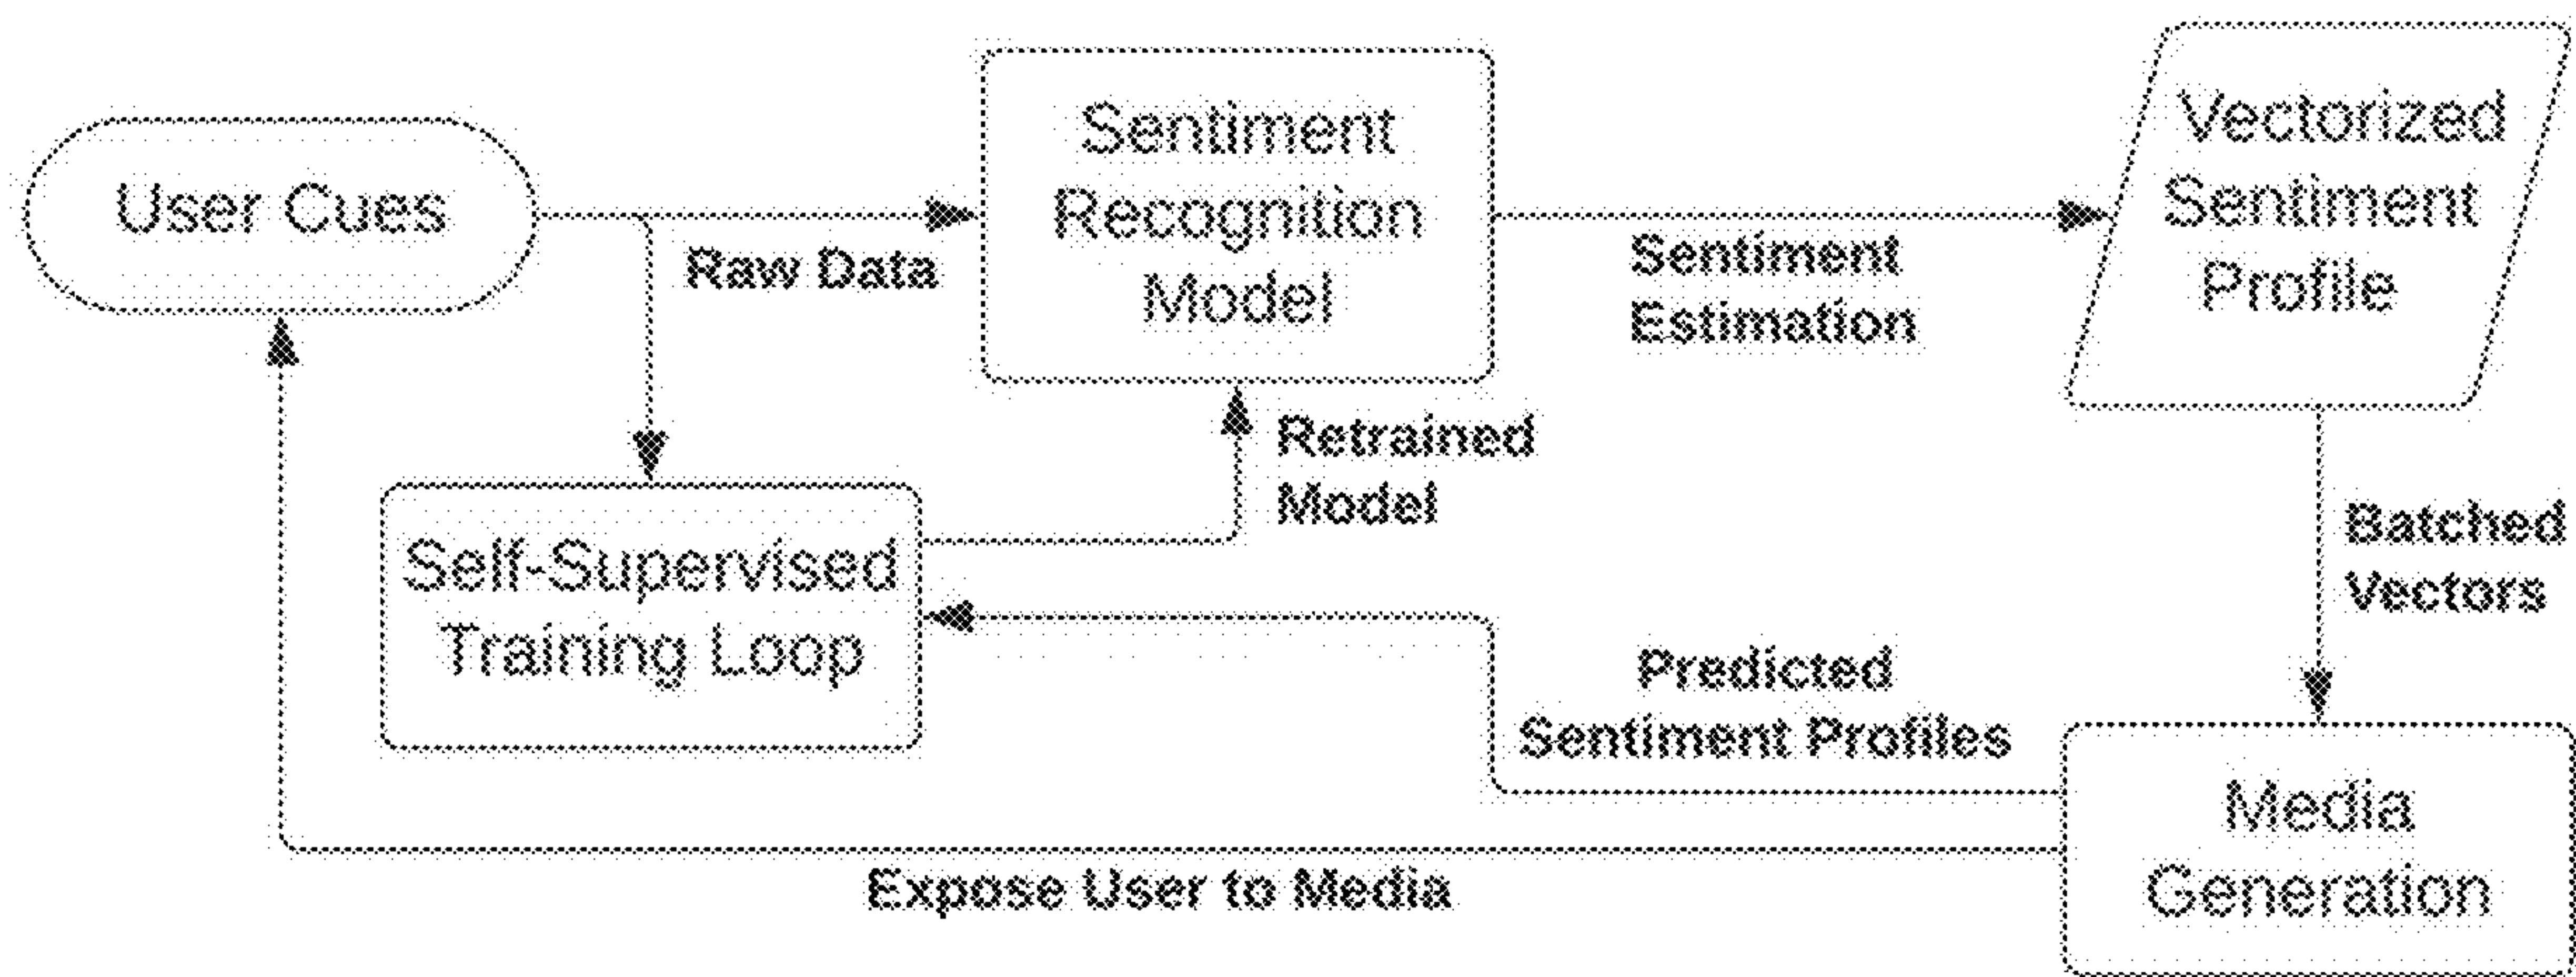 User Cues
Raw Data
Sentiment
Recognition
Model
Sentiment
Estimation
Vectorized
Sentiment
Profile
Retrained
Model
Batched
Vectors
Self-Supervised
Training Loop
Predicted
Sentiment Profiles
Media
Generation
Expose User to Media